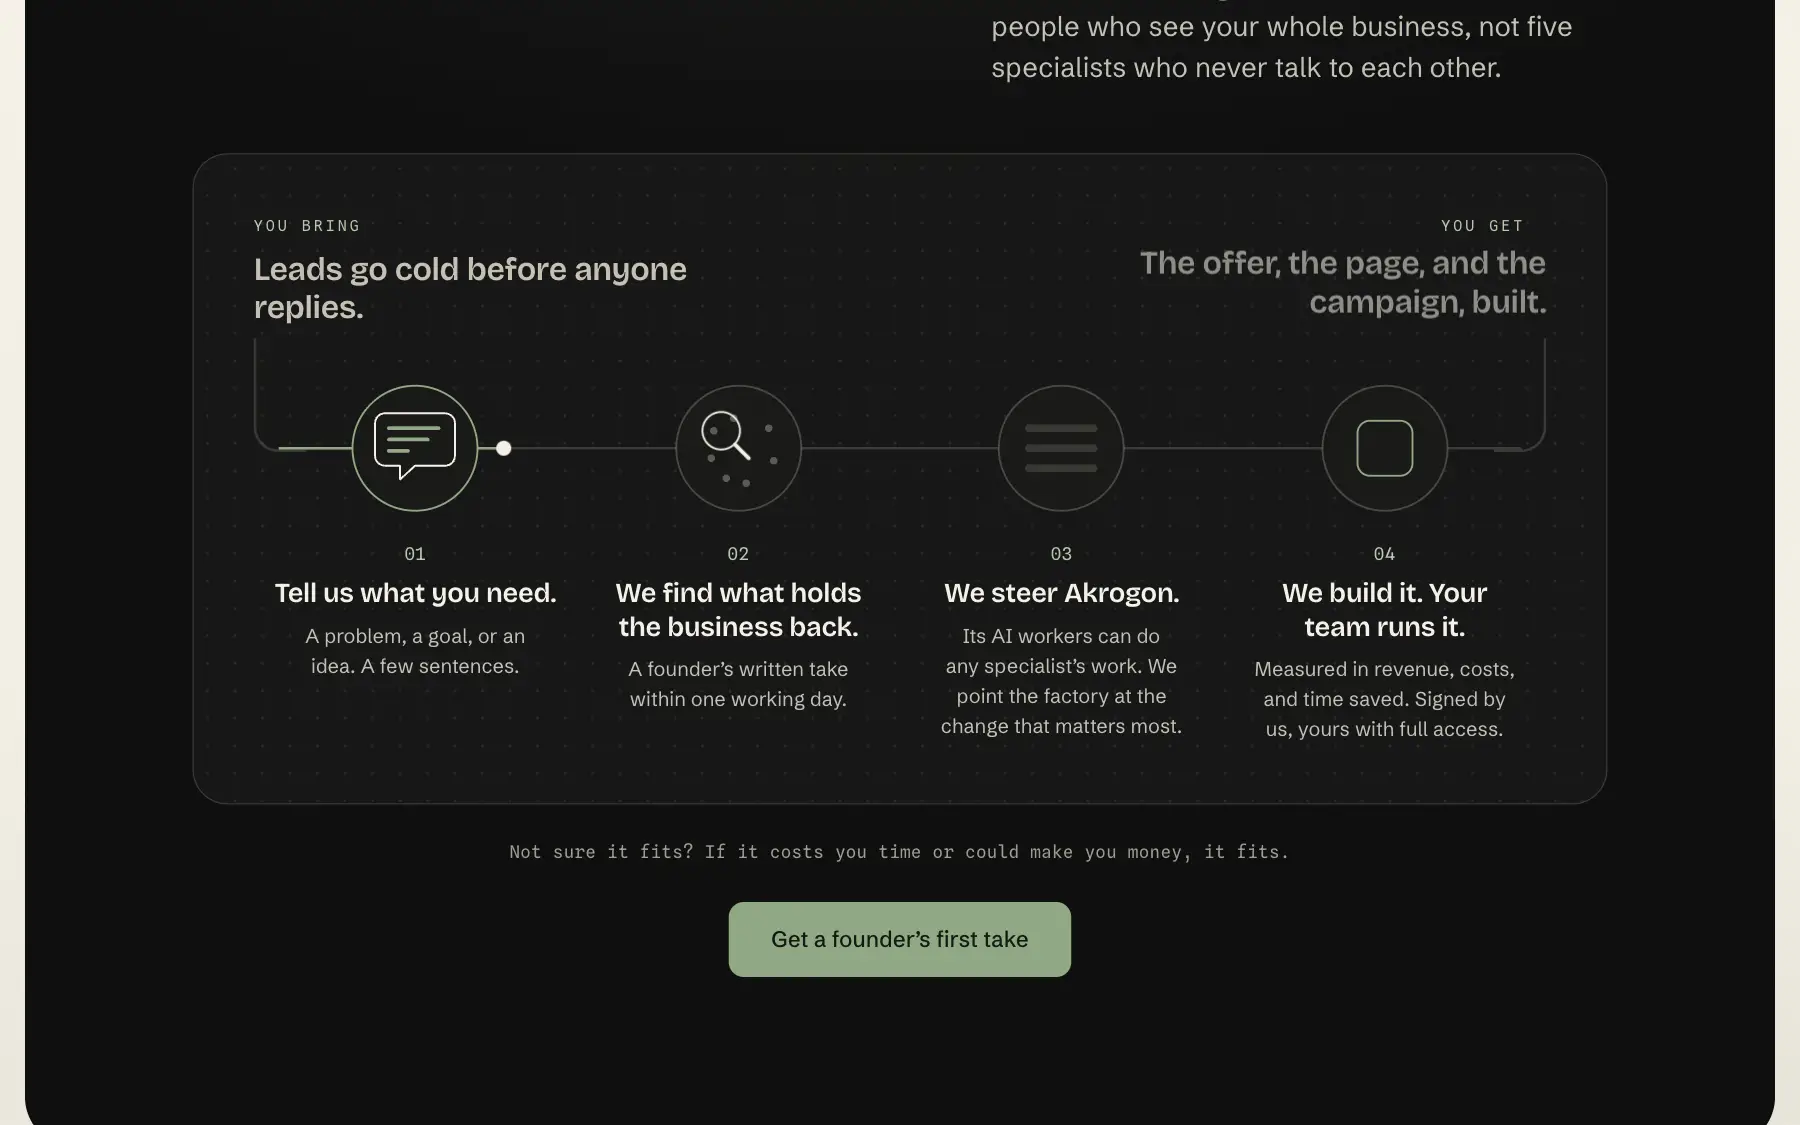 people who see your whole business, not five
specialists who never talk to each other.
YOU BRING
Leads go cold before anyone
replies.
YOU GET
The offer, the page, and the
campaign, built.
01
Tell us what you need.
A problem, a goal, or an
idea. A few sentences.
02
We find what holds
the business back.
A founder’s written take
within one working day.
03
We steer Akrogon.
Its AI workers can do
any specialist’s work. We
point the factory at the
change that matters most.
04
We build it. Your
team runs it.
Measured in revenue, costs,
and time saved. Signed by
us, yours with full access.
Not sure it fits? If it costs you time or could make you money, it fits.
Get a founder’s first take